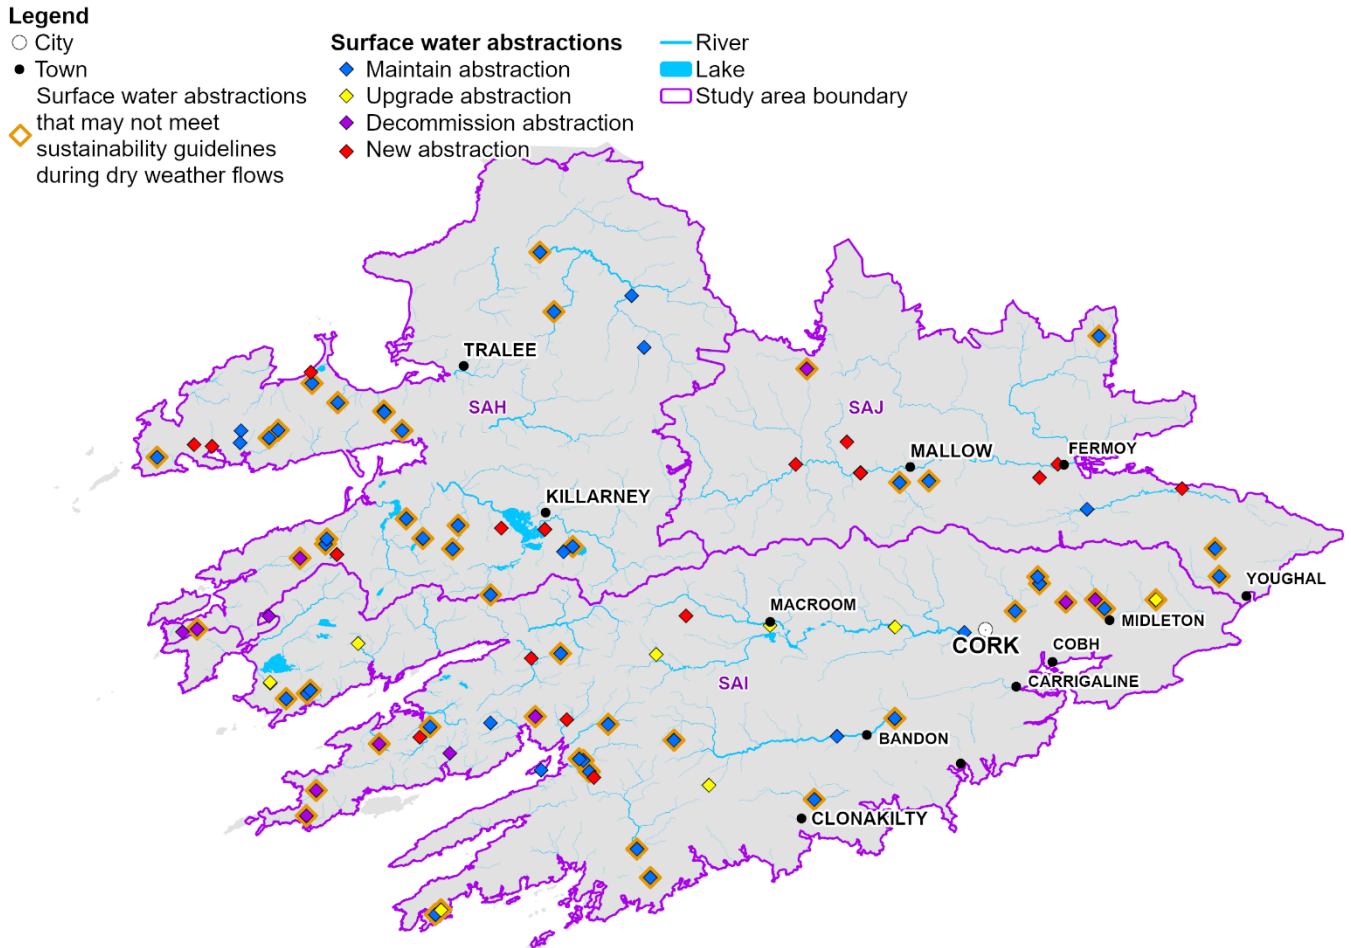 Legend
City
Town
Surface water abstractions
that may not meet
sustainability guidelines
during dry weather flows
Surface water abstractions
Maintain abstraction
Upgrade abstraction
Decommission abstraction
New abstraction
River
Lake
Study area boundary
TRALEE
SAH
SAJ
MALLOW
FERMOY
KILLARNEY
YOUGHAL
MACROOM
MIDLETON
CORK
COBH
CARRIGALINE
SAI
BANDON
CLONAKILTY